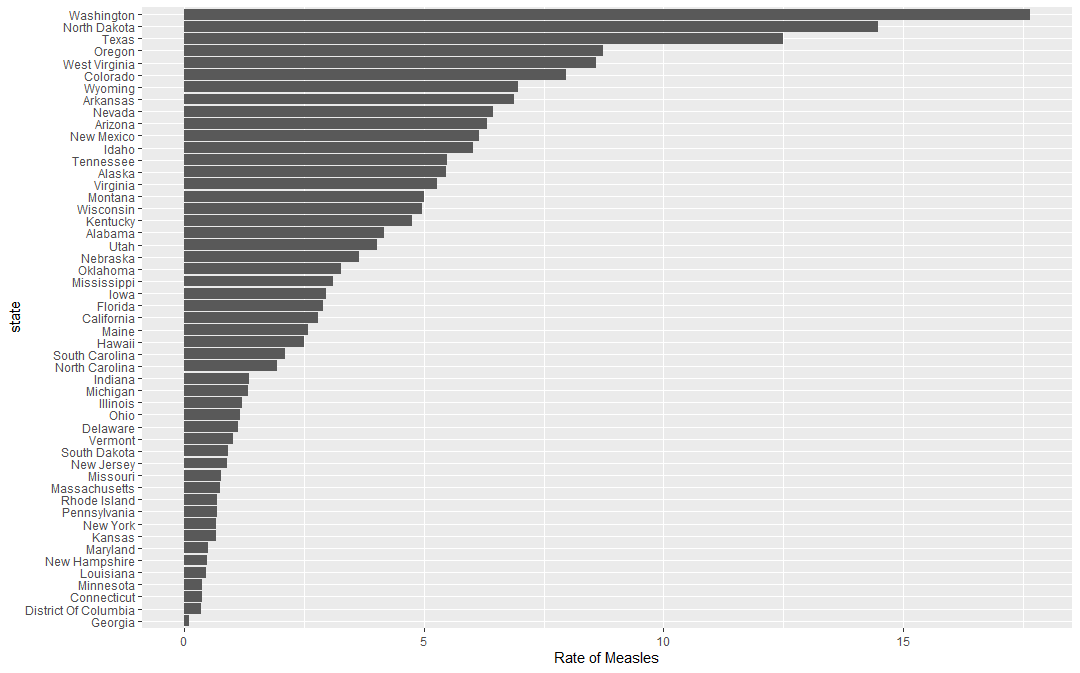 Washington
North Dakota
Texas
Oregon
West Virginia
Colorado
Wyoming
Arkansas
Nevada
Arizona
New Mexico
Idaho
Tennessee
Alaska
Virginia
Montana
Wisconsin
Kentucky
Alabama
Utah
Nebraska
Oklahoma
Mississippi
Iowa
Florida
California
Maine
Hawaii
South Carolina
North Carolina
Indiana
Michigan
Illinois
Ohio
Delaware
Vermont
South Dakota
New Jersey
Missouri
Massachusetts
Rhode Island
Pennsylvania
New York
Kansas
Maryland
New Hampshire
Louisiana
Minnesota
Connecticut
District Of Columbia
Georgia
state
0 5 10 15
Rate of Measles